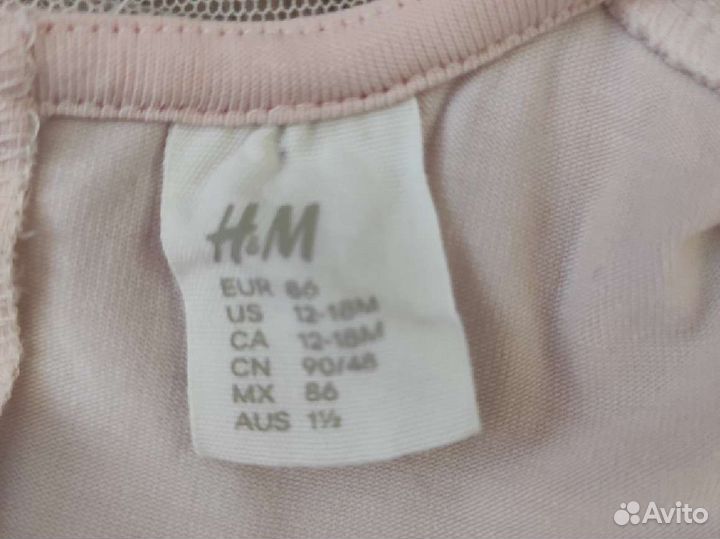 H&M
EUR 86
US 12-18M
CA 12-18M
CN 90/48
MX 86
AUS 1½
Avito